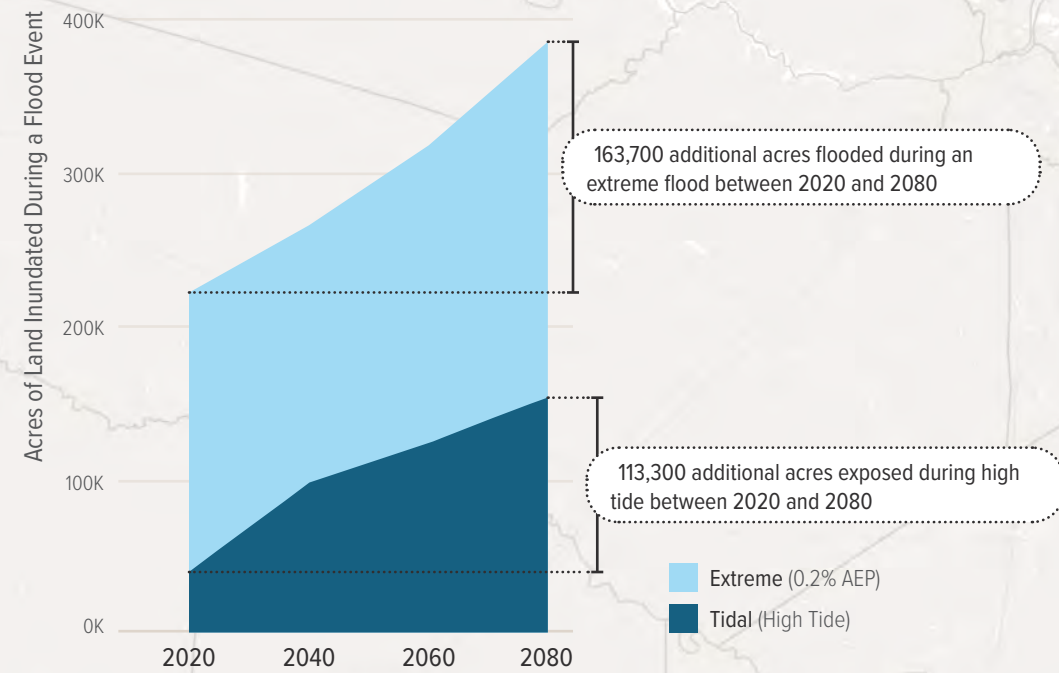 Acres of Land Inundated During a Flood Event
400K
300K
200K
100K
0K
2020 2040 2060 2080
163,700 additional acres flooded during an
extreme flood between 2020 and 2080
113,300 additional acres exposed during high
tide between 2020 and 2080
Extreme (0.2% AEP)
Tidal (High Tide)